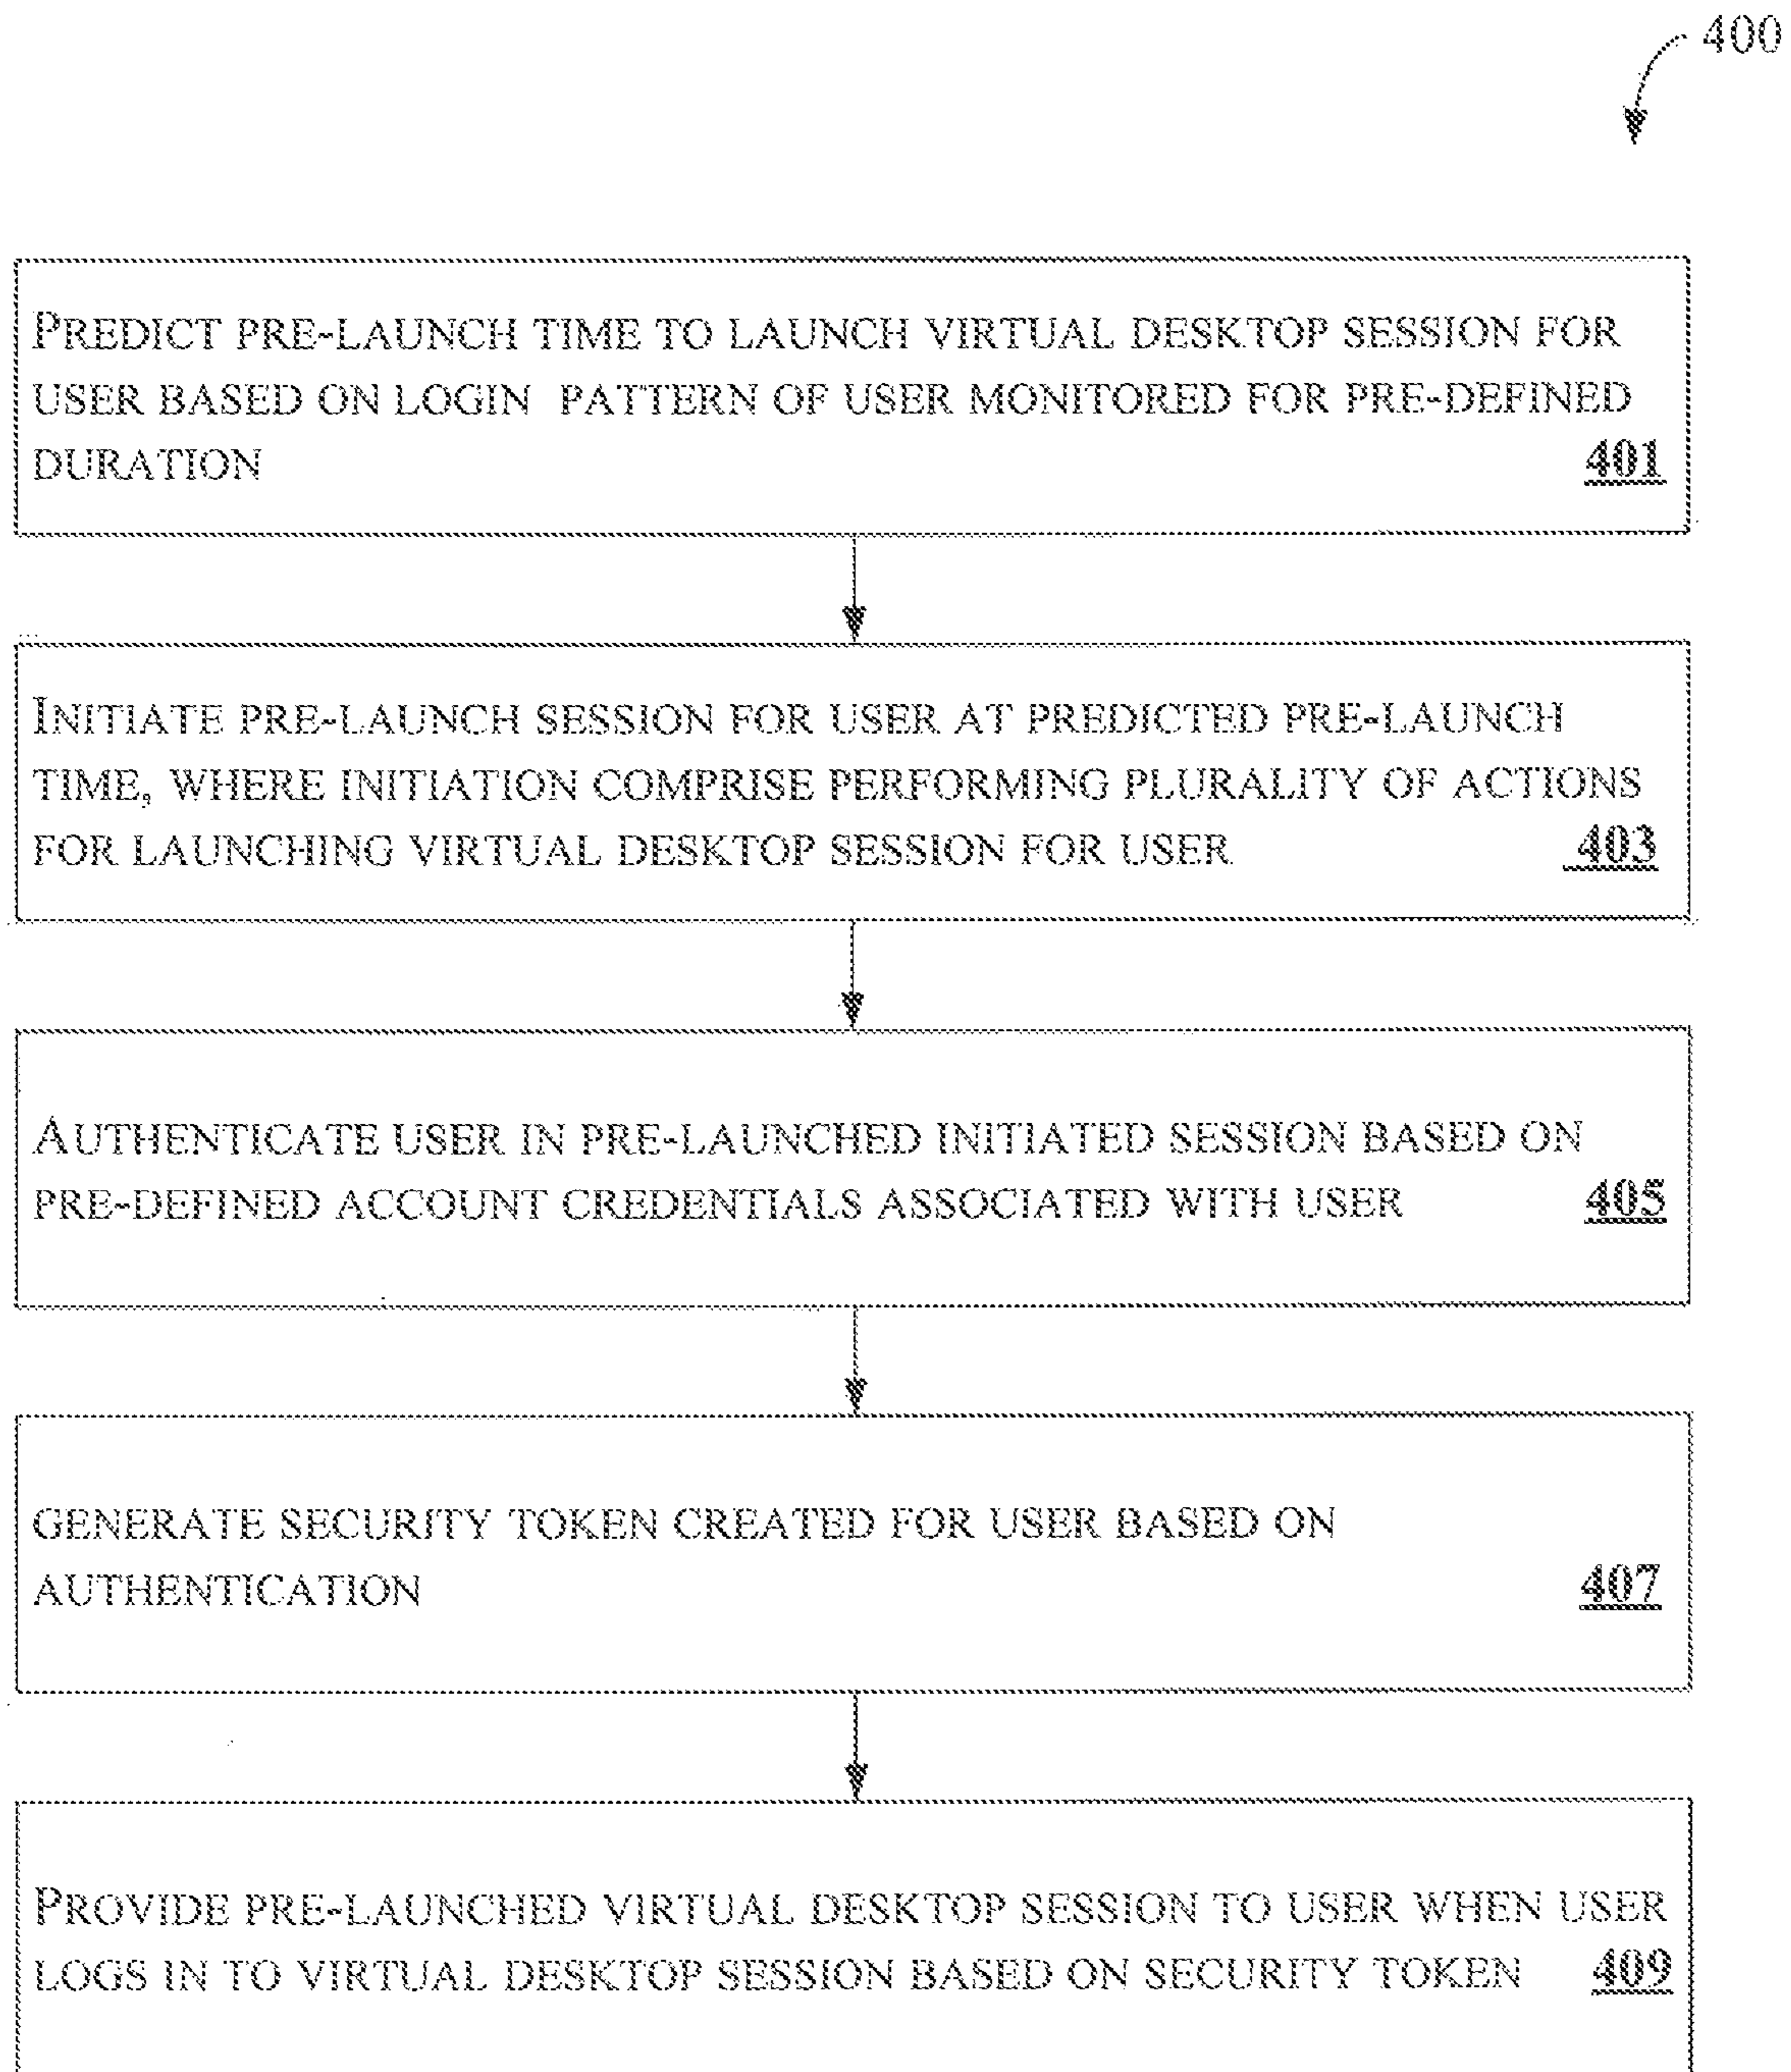 400
PREDICT PRE-LAUNCH TIME TO LAUNCH VIRTUAL DESKTOP SESSION FOR
USER BASED ON LOGIN PATTERN OF USER MONITORED FOR PRE-DEFINED
DURATION 401
INITIATE PRE-LAUNCH SESSION FOR USER AT PREDICTED PRE-LAUNCH
TIME, WHERE INITIATION COMPRISE PERFORMING PLURALITY OF ACTIONS
FOR LAUNCHING VIRTUAL DESKTOP SESSION FOR USER 403
AUTHENTICATE USER IN PRE-LAUNCHED INITIATED SESSION BASED ON
PRE-DEFINED ACCOUNT CREDENTIALS ASSOCIATED WITH USER 405
GENERATE SECURITY TOKEN CREATED FOR USER BASED ON
AUTHENTICATION 407
PROVIDE PRE-LAUNCHED VIRTUAL DESKTOP SESSION TO USER WHEN USER
LOGS IN TO VIRTUAL DESKTOP SESSION BASED ON SECURITY TOKEN 409